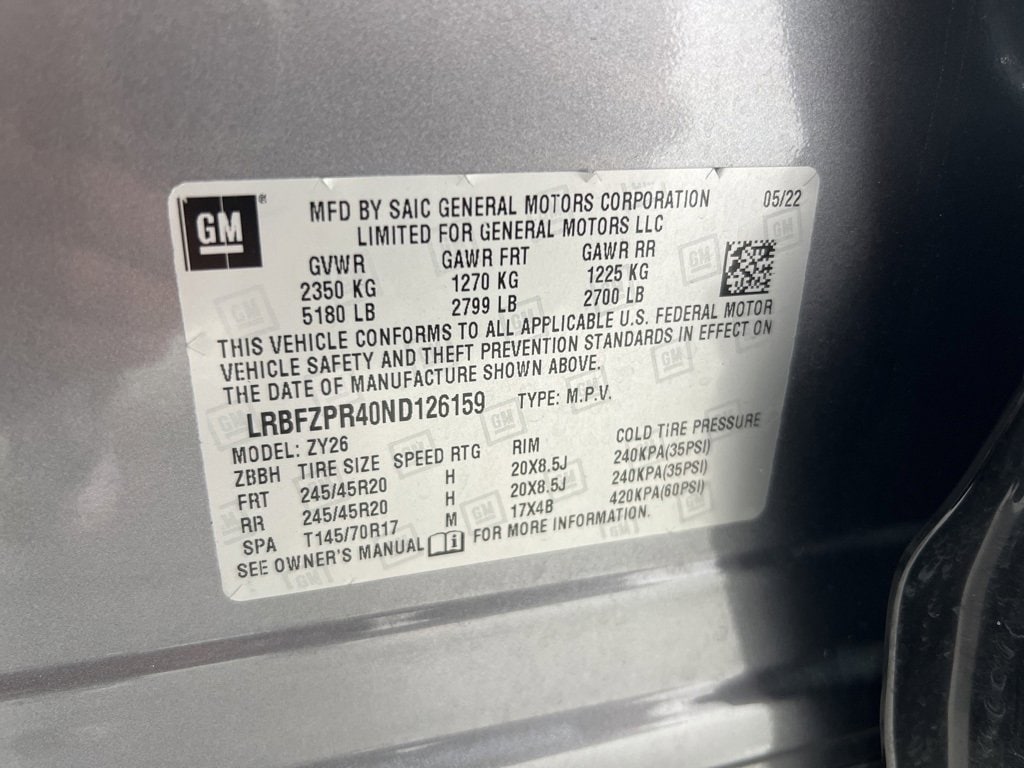 GM®
MFD BY SAIC GENERAL MOTORS CORPORATION 05/22
LIMITED FOR GENERAL MOTORS LLC
GVWR GAWR FRT GAWR RR
2350 KG 1270 KG 1225 KG
5180 LB 2799 LB 2700 LB
THIS VEHICLE CONFORMS TO ALL APPLICABLE U.S. FEDERAL MOTOR
VEHICLE SAFETY AND THEFT PREVENTION STANDARDS IN EFFECT ON
THE DATE OF MANUFACTURE SHOWN ABOVE.
LRBFZPR40ND126159 TYPE: M.P.V.
MODEL: ZY26
ZBBH TIRE SIZE SPEED RTG RIM COLD TIRE PRESSURE
FRT 245/45R20 H 20X8.5J 240KPA(35PSI)
RR 245/45R20 H 20X8.5J 240KPA(35PSI)
SPA T145/70R17 M 17X4B 420KPA(60PSI)
SEE OWNER'S MANUAL FOR MORE INFORMATION.